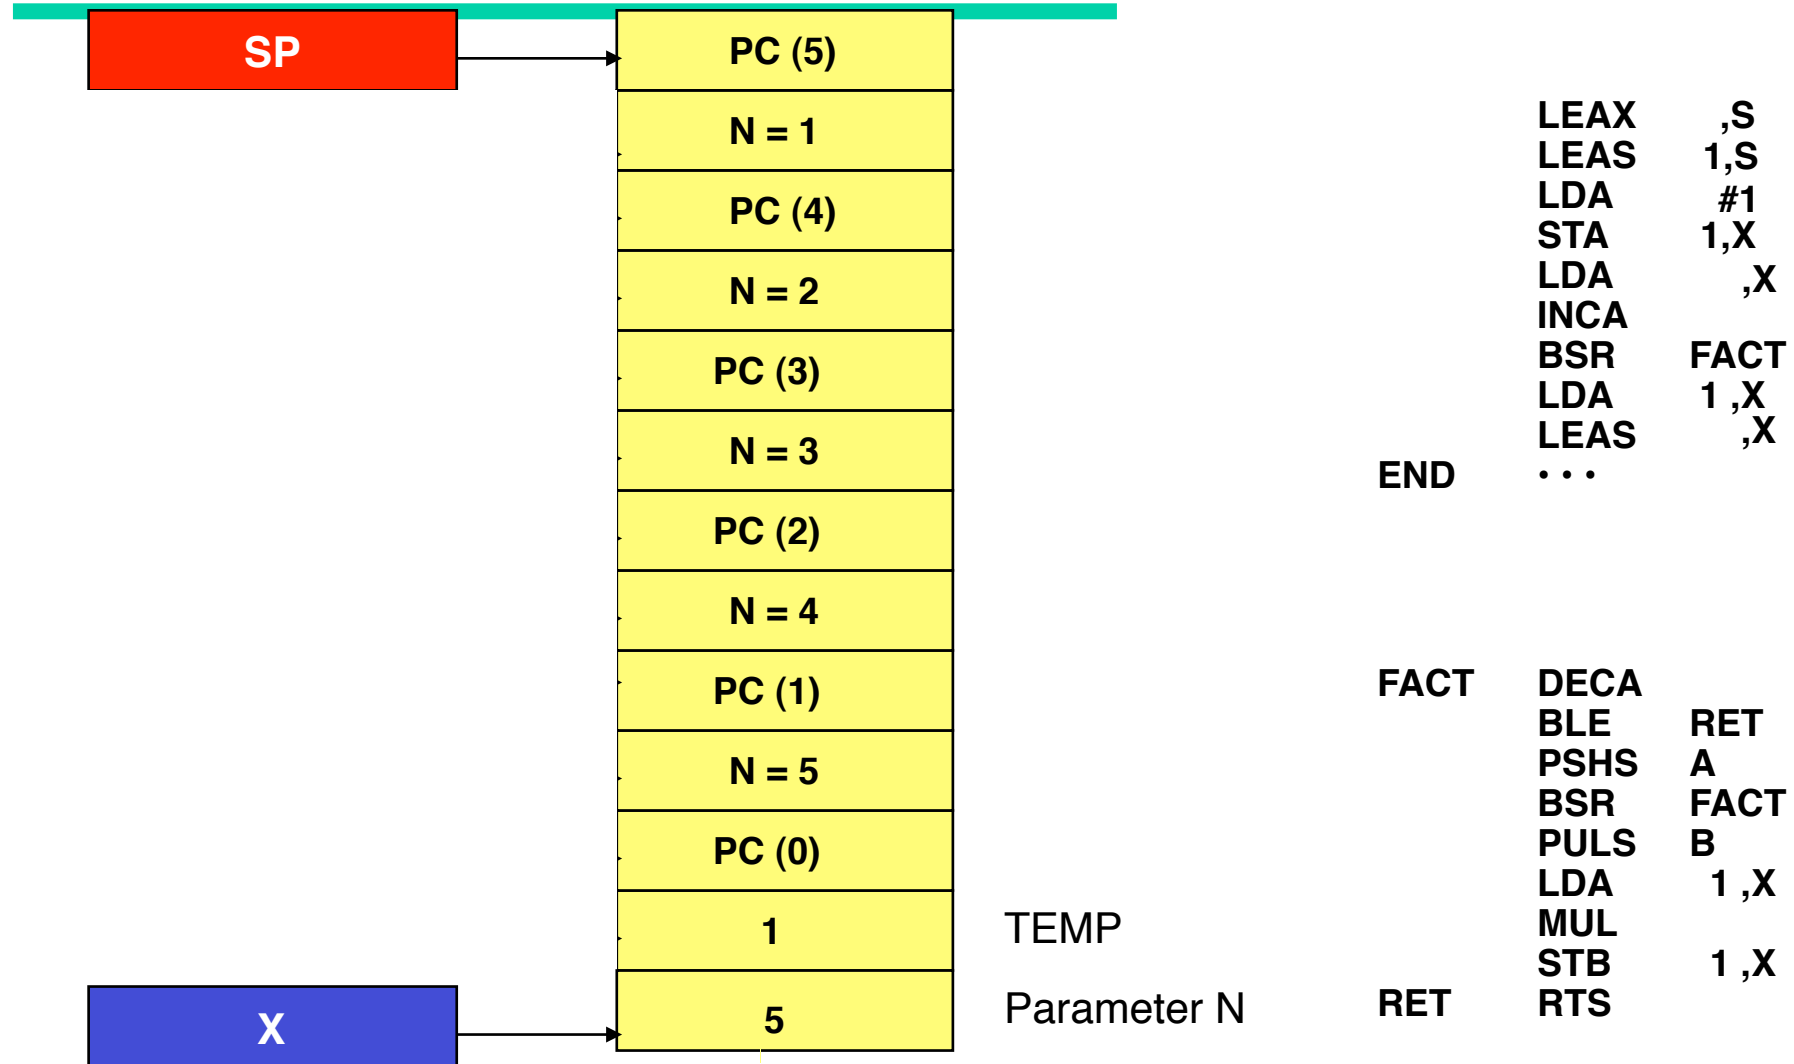 SP
PC (5)
N = 1
PC (4)
N = 2
PC (3)
N = 3
PC (2)
N = 4
PC (1)
N = 5
PC (0)
1 TEMP
X
5 Parameter N
LEAX ,S
LEAS 1,S
LDA #1
STA 1,X
LDA ,X
INCA
BSR FACT
LDA 1 ,X
LEAS ,X
END • • •
FACT DECA
BLE RET
PSHS A
BSR FACT
PULS B
LDA 1 ,X
MUL
STB 1 ,X
RET RTS